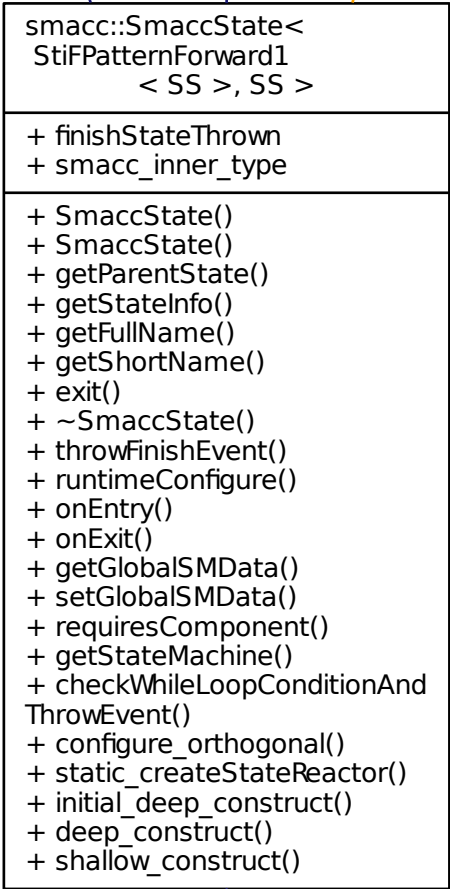 smacc::SmaccState<
StiFPatternForward1
< SS >, SS >
+ finishStateThrown
+ smacc_inner_type
+ SmaccState()
+ SmaccState()
+ getParentState()
+ getStateInfo()
+ getFullName()
+ getShortName()
+ exit()
+ ~SmaccState()
+ throwFinishEvent()
+ runtimeConfigure()
+ onEntry()
+ onExit()
+ getGlobalSMData()
+ setGlobalSMData()
+ requiresComponent()
+ getStateMachine()
+ checkWhileLoopConditionAnd
ThrowEvent()
+ configure_orthogonal()
+ static_createStateReactor()
+ initial_deep_construct()
+ deep_construct()
+ shallow_construct()